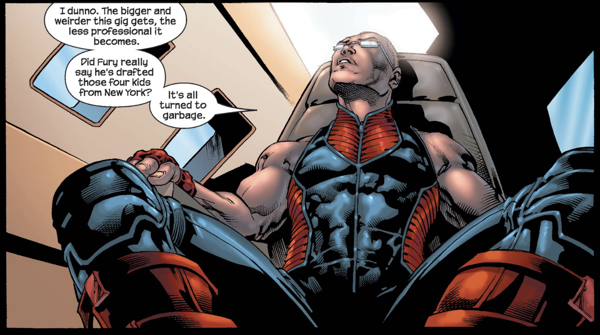 I dunno. The bigger and
weirder this gig gets, the
less professional it
becomes.
Did Fury really
say he's drafted
those four kids
from New York?
It's all
turned to
garbage.